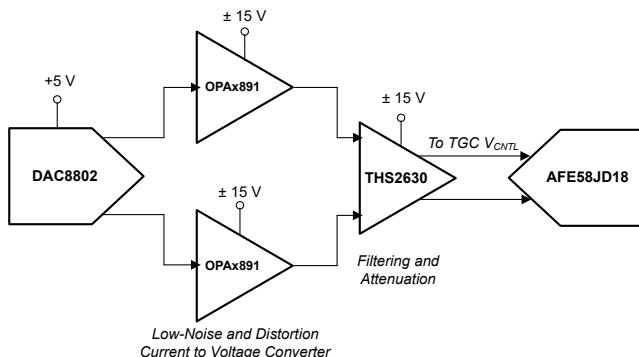 ± 15 V
+5 V
OPAx891
± 15 V
DAC8802
To TGC VCNTL
THS2630
AFE58JD18
± 15 V
OPAx891
Filtering and
Attenuation
Low-Noise and Distortion
Current to Voltage Converter